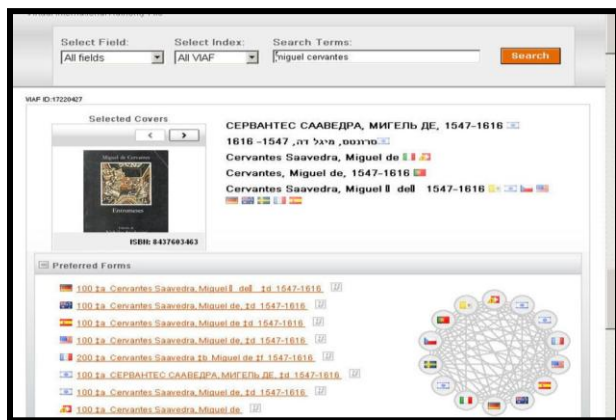 Select Field: Select Index: Search Terms:
All fields All VIAF miguel cervantes Search
VIAF ID:17220427
Selected Covers
Miguel de Cervantes
Entremeses
ISBN: 8437603463
СЕРВАНТЕС СААВЕДРА, МИГЕЛЬ ДЕ, 1547-1616
סרונטס, מיגל דה, 1547- 1616
Cervantes Saavedra, Miguel de
Cervantes, Miguel de, 1547-1616
Cervantes Saavedra, Miguel de 1547-1616
Preferred Forms
100 ‡a Cervantes Saavedra, Miguel de ‡d 1547-1616
100 ‡a Cervantes Saavedra, Miguel de, ‡d 1547-1616
100 ‡a Cervantes Saavedra, Miguel de ‡d 1547-1616
100 ‡a Cervantes Saavedra, Miguel de, ‡d 1547-1616
200 ‡a Cervantes Saavedra ‡b Miguel de ‡f 1547-1616
100 ‡a СЕРВАНТЕС СААВЕДРА, МИГЕЛЬ ДЕ, ‡d 1547-1616
100 ‡a Cervantes Saavedra, Miguel de, ‡d 1547-1616
100 ‡a Cervantes Saavedra, Miguel de